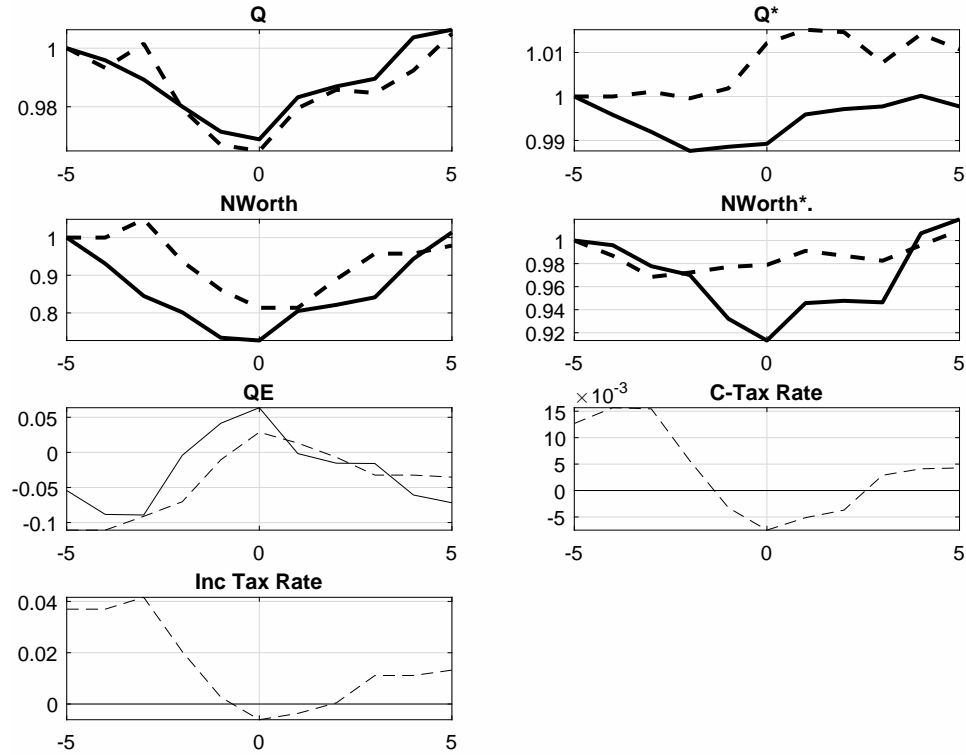 Q
1
0.98
-5 0 5
Q*
1.01
1
0.99
-5 0 5
NWorth
1
0.9
0.8
-5 0 5
NWorth*.
1
0.98
0.96
0.94
0.92
-5 0 5
QE
0.05
0
-0.05
-0.1
-5 0 5
C-Tax Rate
×10-3
15
10
5
0
-5
-5 0 5
Inc Tax Rate
0.04
0.02
0
-5 0 5